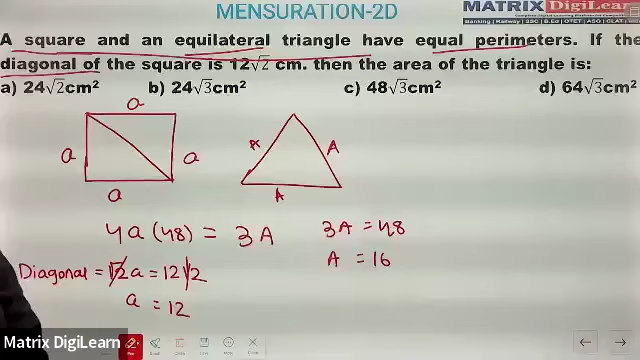 MENSURATION-2D
MATRIX DigiLearn
A square and an equilateral triangle have equal perimeters. If the
diagonal of the square is 12√2 cm. then the area of the triangle is:
a) 24√2cm² b) 24√3cm² c) 48√3cm² d) 64√3cm²
a
a a
a
A A
A
4a (48) = 3A
3A = 48
A = 16
Diagonal = √2a = 12√2
a = 12
Matrix DigiLearn